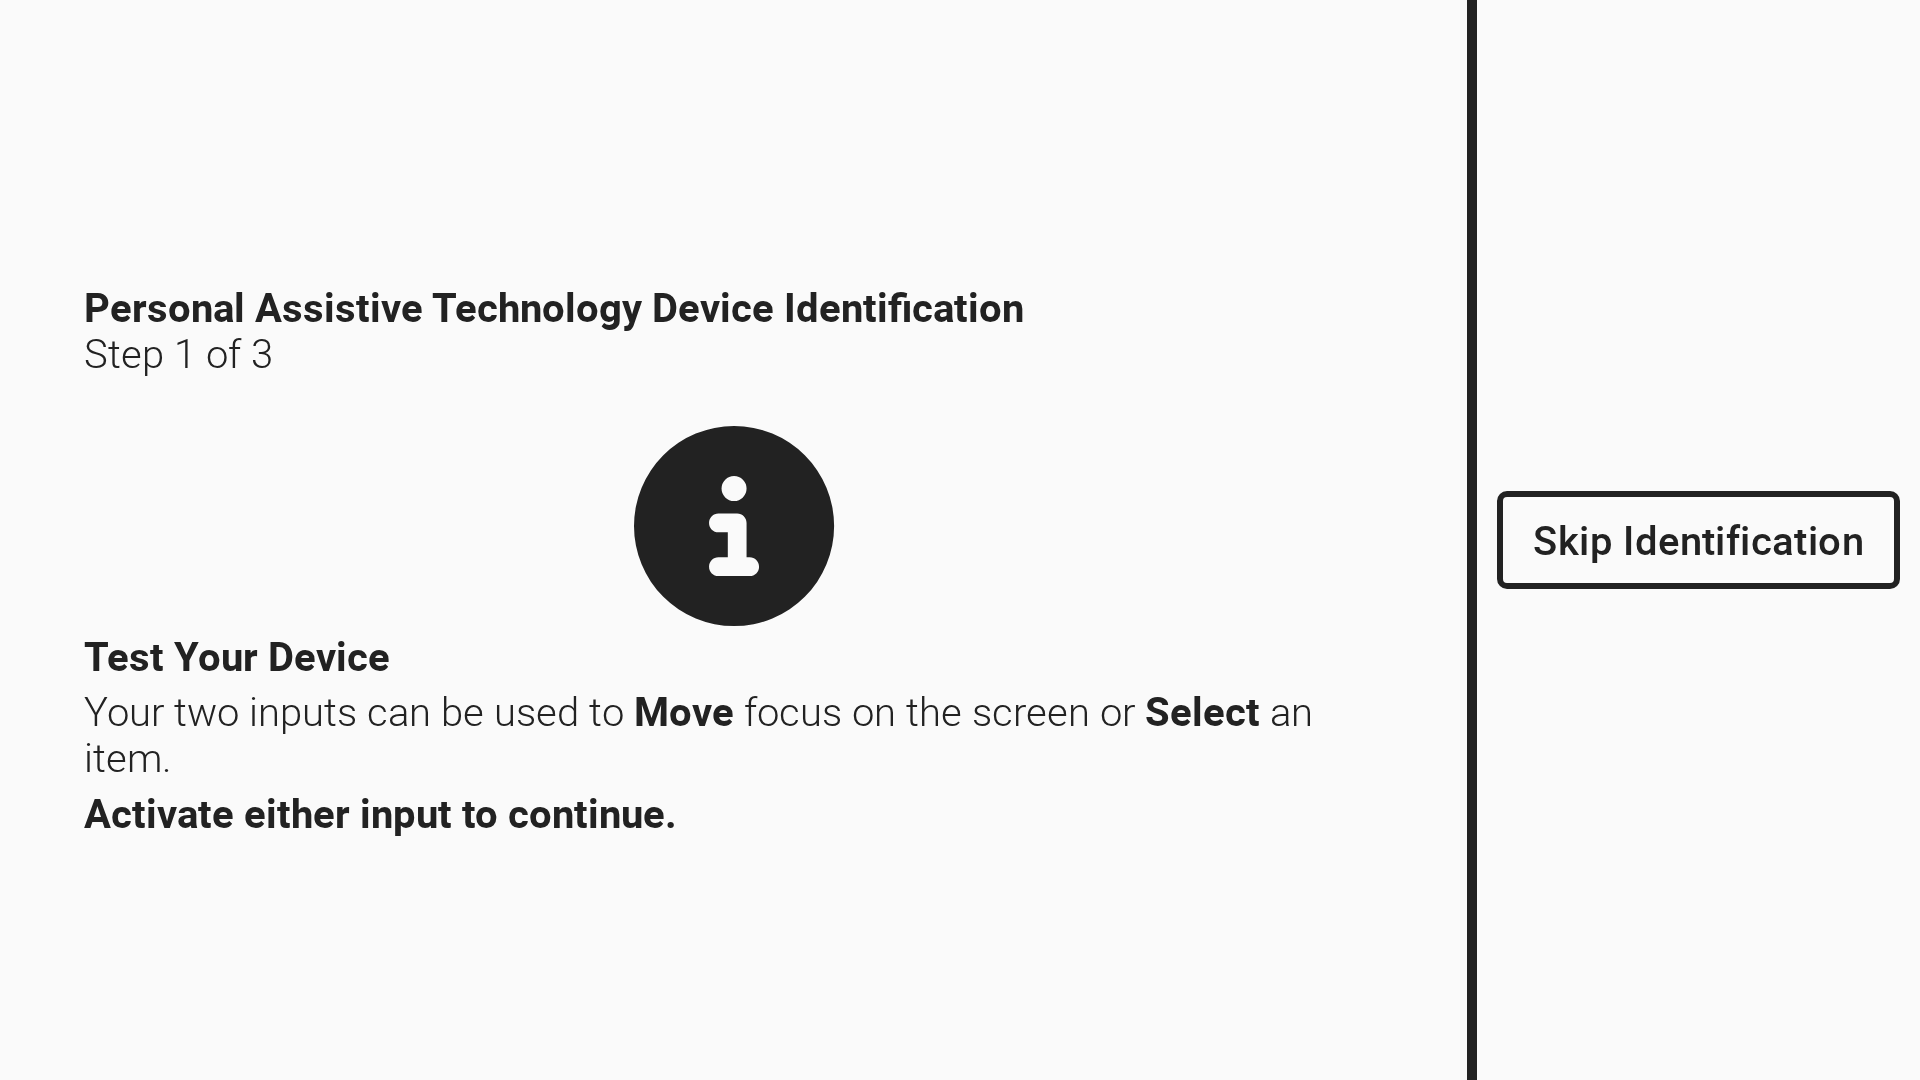 Personal Assistive Technology Device Identification
Step 1 of 3
Test Your Device
Your two inputs can be used to Move focus on the screen or Select an
item.
Activate either input to continue.
Skip Identification